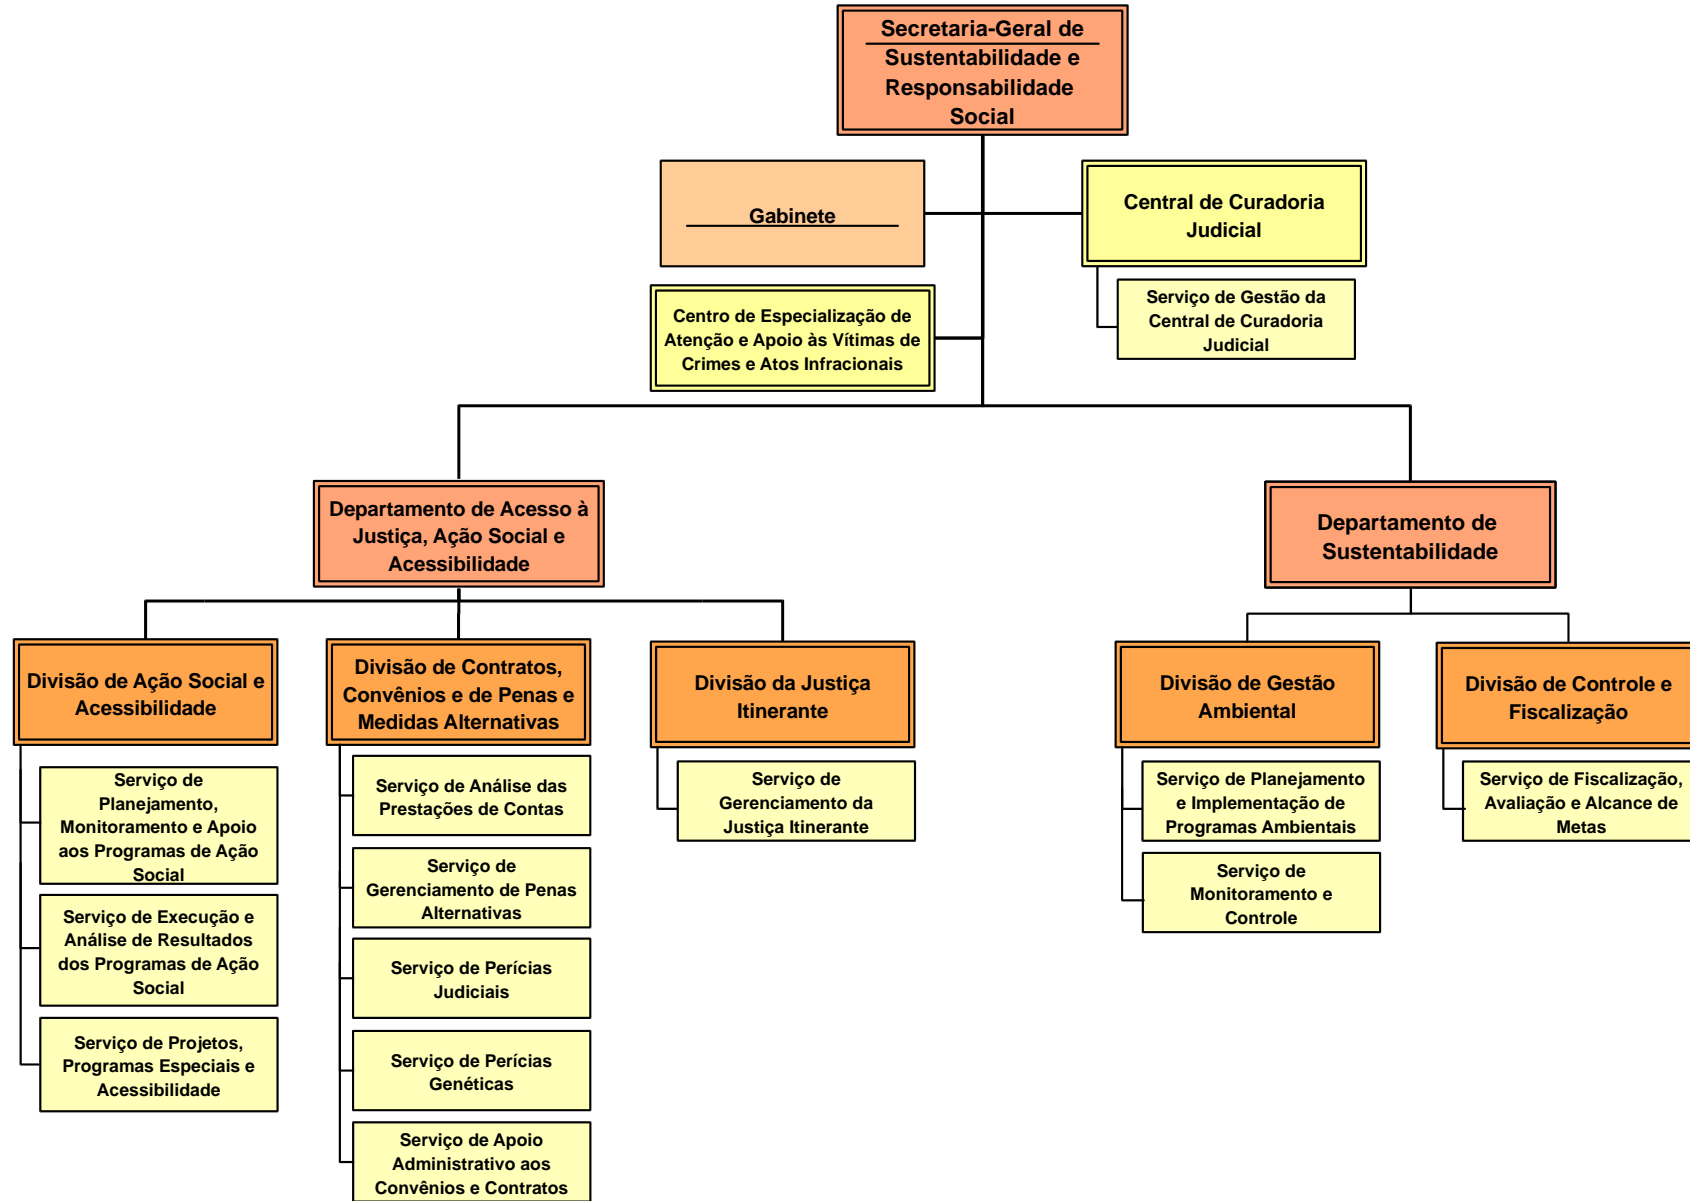 Secretaria-Geral de
Sustentabilidade e
Responsabilidade
Social
Gabinete
Central de Curadoria
Judicial
Serviço de Gestão da
Central de Curadoria
Judicial
Centro de Especialização de
Atenção e Apoio às Vítimas de
Crimes e Atos Infracionais
Departamento de Acesso à
Justiça, Ação Social e
Acessibilidade
Departamento de
Sustentabilidade
Divisão de Ação Social e
Acessibilidade
Serviço de
Planejamento,
Monitoramento e Apoio
aos Programas de Ação
Social
Serviço de Execução e
Análise de Resultados
dos Programas de Ação
Social
Serviço de Projetos,
Programas Especiais e
Acessibilidade
Divisão de Contratos,
Convênios e de Penas e
Medidas Alternativas
Serviço de Análise das
Prestações de Contas
Serviço de
Gerenciamento de Penas
Alternativas
Serviço de Perícias
Judiciais
Serviço de Perícias
Genéticas
Serviço de Apoio
Administrativo aos
Convênios e Contratos
Divisão da Justiça
Itinerante
Serviço de
Gerenciamento da
Justiça Itinerante
Divisão de Gestão
Ambiental
Serviço de Planejamento
e Implementação de
Programas Ambientais
Serviço de
Monitoramento e
Controle
Divisão de Controle e
Fiscalização
Serviço de Fiscalização,
Avaliação e Alcance de
Metas